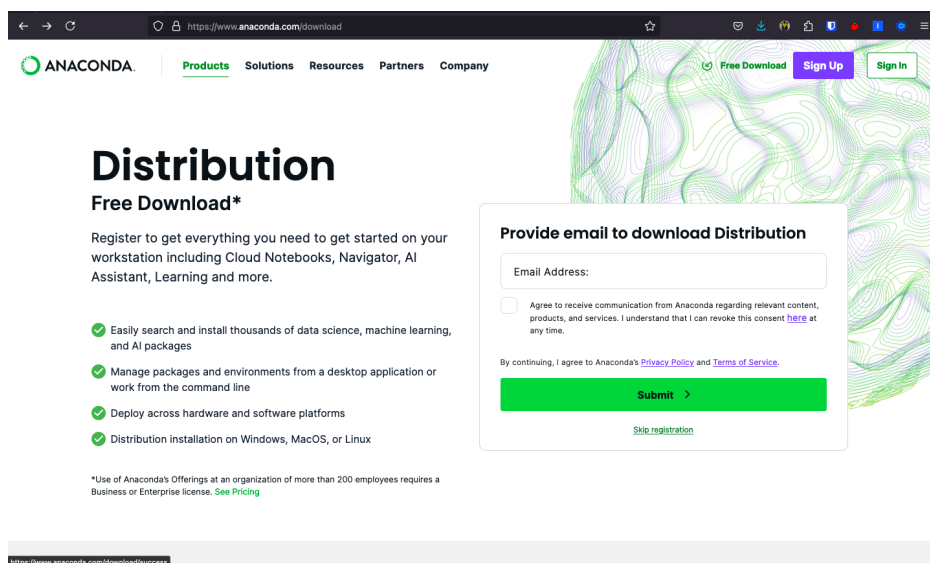 https://www.anaconda.com/download
ANACONDA.
Products
Solutions
Resources
Partners
Company
Free Download
Sign Up
Sign In
Distribution
Free Download*
Register to get everything you need to get started on your
workstation including Cloud Notebooks, Navigator, AI
Assistant, Learning and more.
Easily search and install thousands of data science, machine learning,
and AI packages
Manage packages and environments from a desktop application or
work from the command line
Deploy across hardware and software platforms
Distribution installation on Windows, MacOS, or Linux
*Use of Anaconda's Offerings at an organization of more than 200 employees requires a
Business or Enterprise license. See Pricing
Provide email to download Distribution
Email Address:
Agree to receive communication from Anaconda regarding relevant content,
products, and services. I understand that I can revoke this consent here at
any time.
By continuing, I agree to Anaconda's Privacy Policy and Terms of Service.
Submit
Skip registration
https://www.anaconda.com/download/success